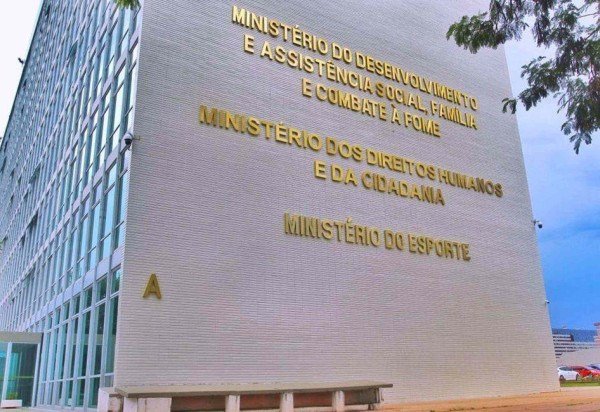 MINISTÉRIO DO DESENVOLVIMENTO
E ASSISTÊNCIA SOCIAL, FAMÍLIA
E COMBATE À FOME
MINISTÉRIO DOS DIREITOS HUMANOS
E DA CIDADANIA
MINISTÉRIO DO ESPORTE
A